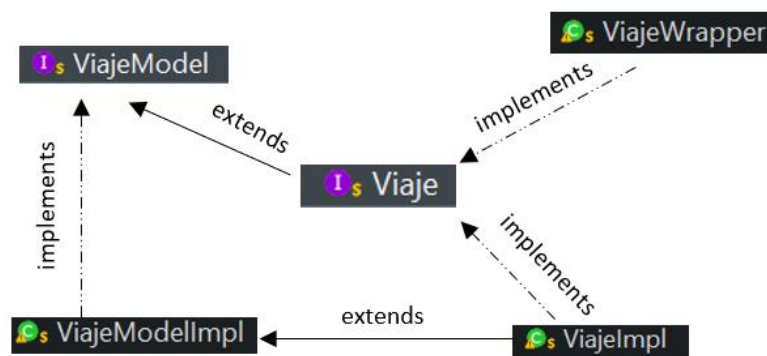 I S ViajeModel
C S ViajeWrapper
implements
extends
I S Viaje
implements
implements
extends
C S ViajeModelImpl
C S ViajeImpl